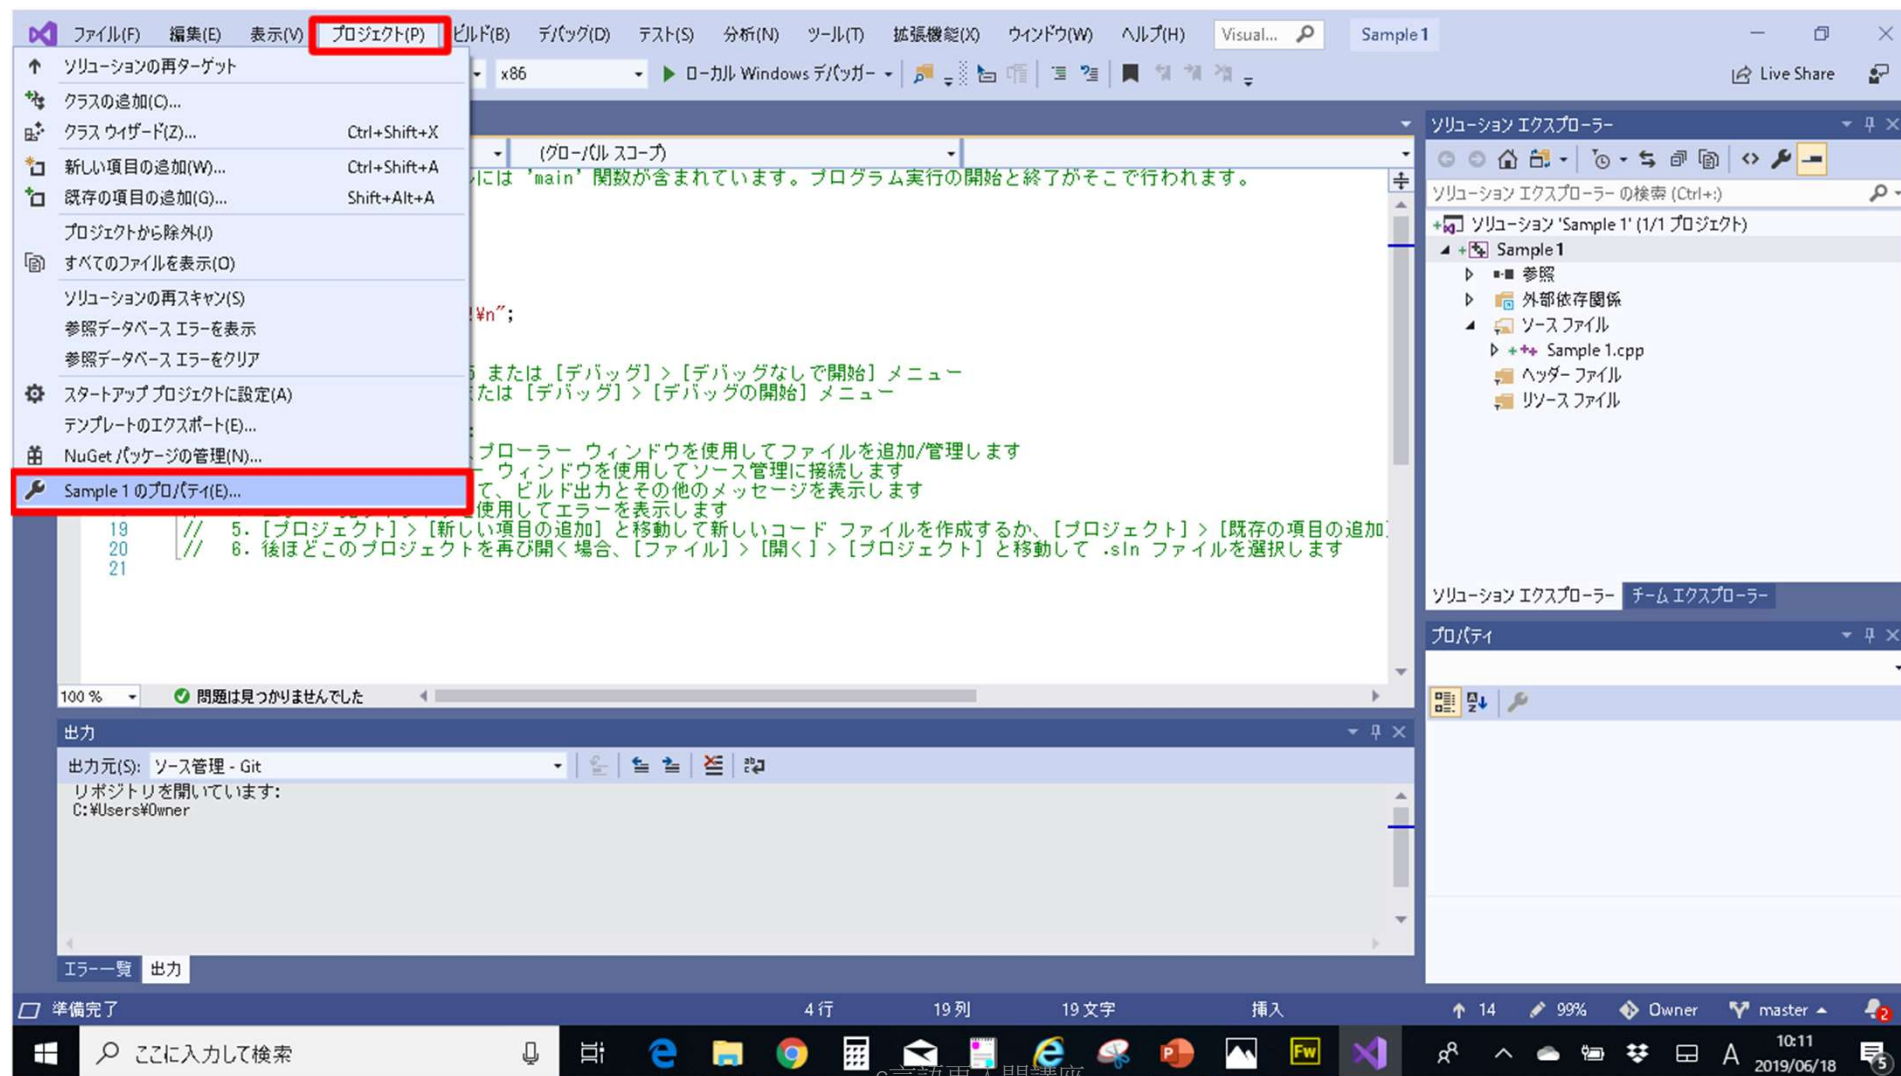 ファイル(F) 編集(E) 表示(V) プロジェクト(P) ビルド(B) デバッグ(D) テスト(S) 分析(N) ツール(T) 拡張機能(X) ウィンドウ(W) ヘルプ(H) Visual... Sample1
ソリューションの再ターゲット
x86 ローカル Windows デバッガー Live Share
クラスの追加(C)...
クラス ウィザード(Z)... Ctrl+Shift+X
新しい項目の追加(W)... Ctrl+Shift+A
既存の項目の追加(G)... Shift+Alt+A
プロジェクトから除外(J)
すべてのファイルを表示(O)
ソリューションの再スキャン(S)
参照データベース エラーを表示
参照データベース エラーをクリア
スタートアップ プロジェクトに設定(A)
テンプレートのエクスポート(E)...
NuGet パッケージの管理(N)...
Sample 1 のプロパティ(E)...
(グローバル スコープ)
には 'main' 関数が含まれています。プログラム実行の開始と終了がそこで行われます。
!¥n";
または [デバッグ] > [デバッグなしで開始] メニュー
たは [デバッグ] > [デバッグの開始] メニュー
プローラー ウィンドウを使用してファイルを追加/管理します
ー ウィンドウを使用してソース管理に接続します
て、ビルド出力とその他のメッセージを表示します
を使用してエラーを表示します
19 // 5. [プロジェクト] > [新しい項目の追加] と移動して新しいコード ファイルを作成するか、[プロジェクト] > [既存の項目の追加]
20 // 6. 後ほどこのプロジェクトを再び開く場合、[ファイル] > [開く] > [プロジェクト] と移動して .sln ファイルを選択します
21
100 % 問題は見つかりませんでした
ソリューション エクスプローラー
ソリューション エクスプローラー の検索 (Ctrl+;)
ソリューション 'Sample 1' (1/1 プロジェクト)
Sample1
参照
外部依存関係
ソース ファイル
Sample 1.cpp
ヘッダー ファイル
リソース ファイル
ソリューション エクスプローラー チーム エクスプローラー
プロパティ
出力
出力元(S): ソース管理 - Git
リポジトリを開いています:
C:¥Users¥Owner
エラー一覧 出力
準備完了 4 行 19 列 19 文字 挿入 14 99% Owner master 2
ここに入力して検索 Fw A 10:11
2019/06/18 5